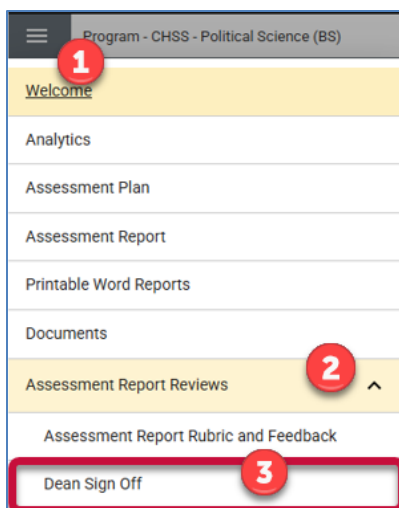 Program - CHSS - Political Science (BS)
1
Welcome
Analytics
Assessment Plan
Assessment Report
Printable Word Reports
Documents
Assessment Report Reviews 2
Assessment Report Rubric and Feedback
Dean Sign Off 3